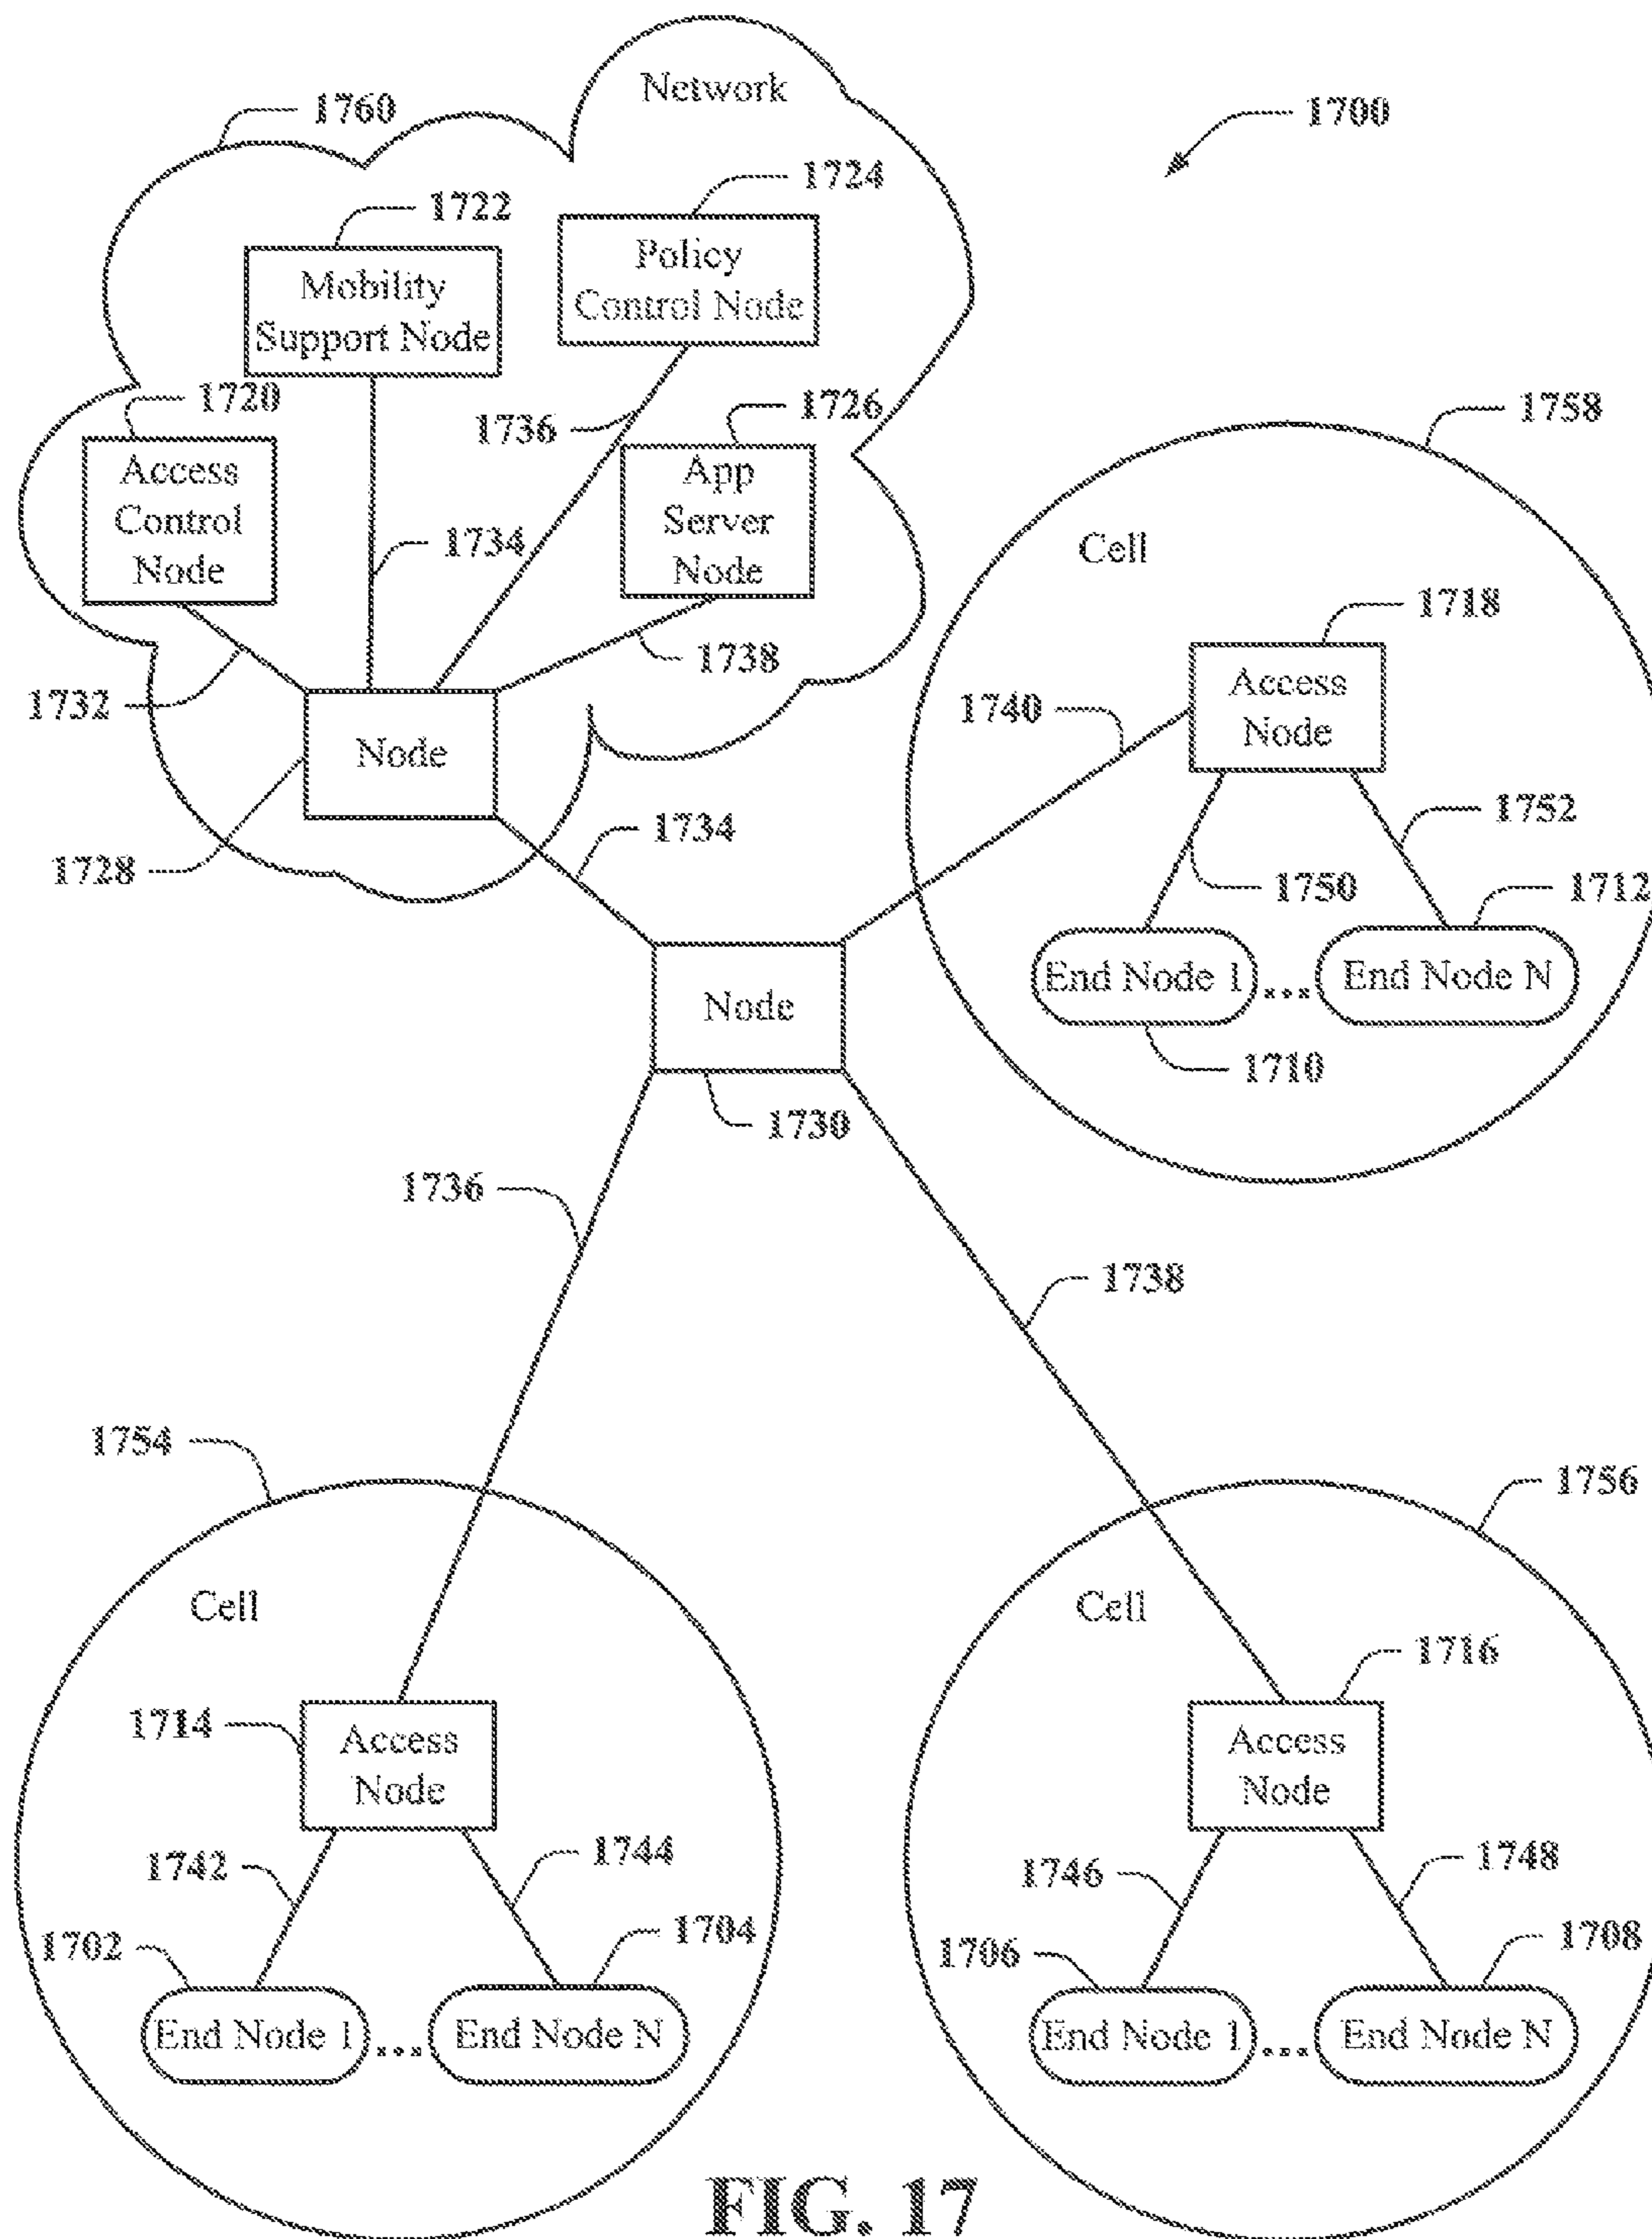 Network
1760
1700
1724
1722
Policy
Control Node
Mobility
Support Node
1720
1736
1726
1758
Access
Control
Node
App
Server
Node
1734
Cell
1718
1738
1732
1740
Access
Node
Node
1734
1752
1728
1750
1712
End Node 1
...
End Node N
Node
1710
1730
1736
1738
1754
1756
Cell
Cell
1716
1714
Access
Node
Access
Node
1742
1744
1746
1748
1702
1704
1706
1708
End Node 1
...
End Node N
End Node 1
...
End Node N
FIG. 17